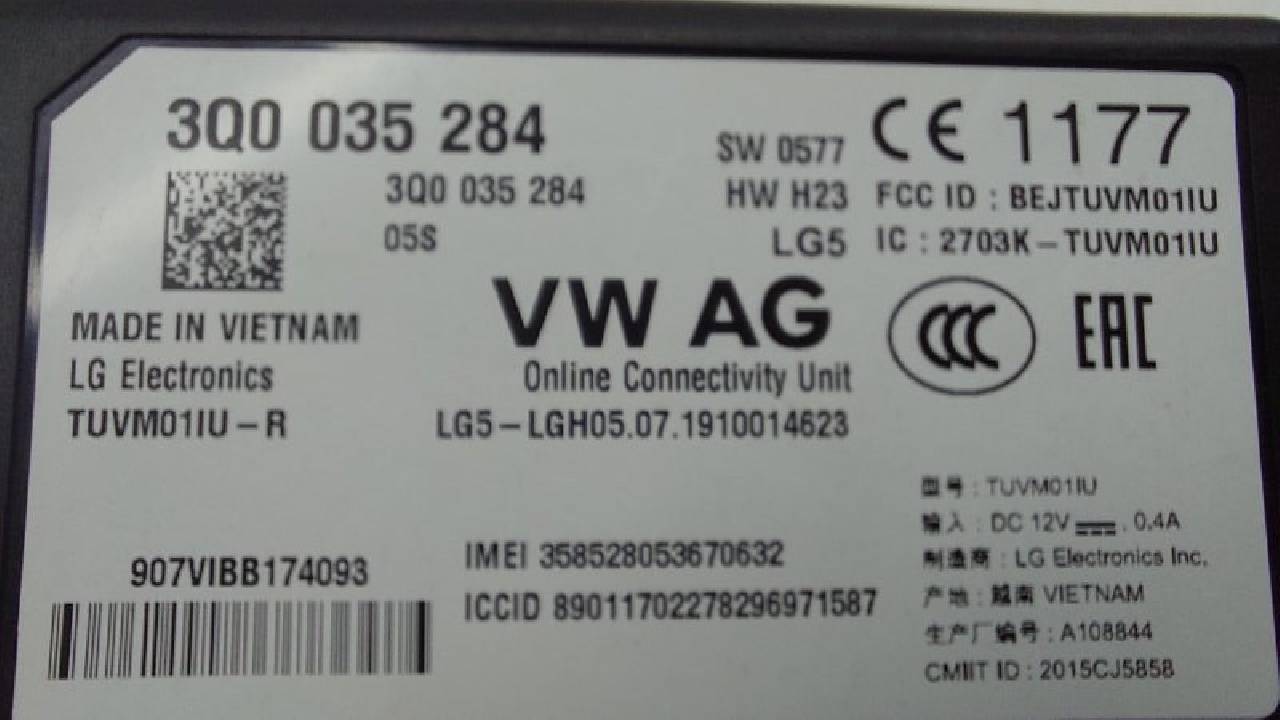 3Q0 035 284
3Q0 035 284
05S
SW 0577
HW H23
LG5
CE 1177
FCC ID : BEJTUVM01IU
IC : 2703K-TUVM01IU
MADE IN VIETNAM
LG Electronics
TUVM01IU-R
VW AG
Online Connectivity Unit
LG5-LGH05.07.1910014623
CCC
EAC
907VIBB174093
IMEI 358528053670632
ICCID 89011702278296971587
型号 : TUVM01IU
输入 : DC 12V ⎓ . 0.4A
制造商 : LG Electronics Inc.
产地 : 越南 VIETNAM
生产厂编号 : A108844
CMIIT ID : 2015CJ5858